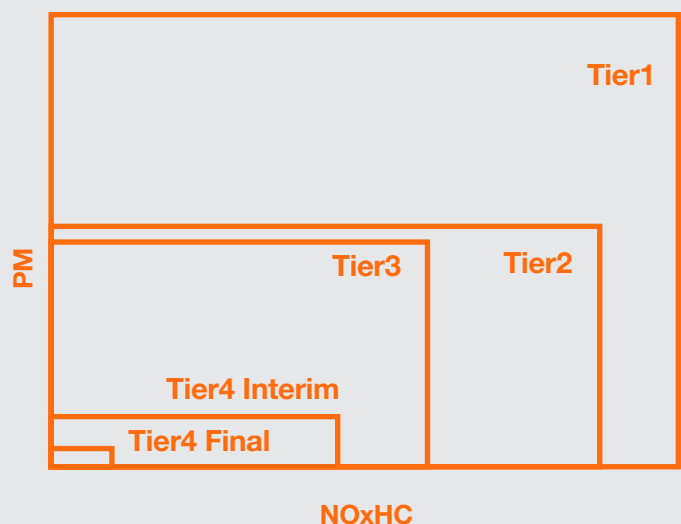 Tier1
PM
Tier3
Tier2
Tier4 Interim
Tier4 Final
NOxHC